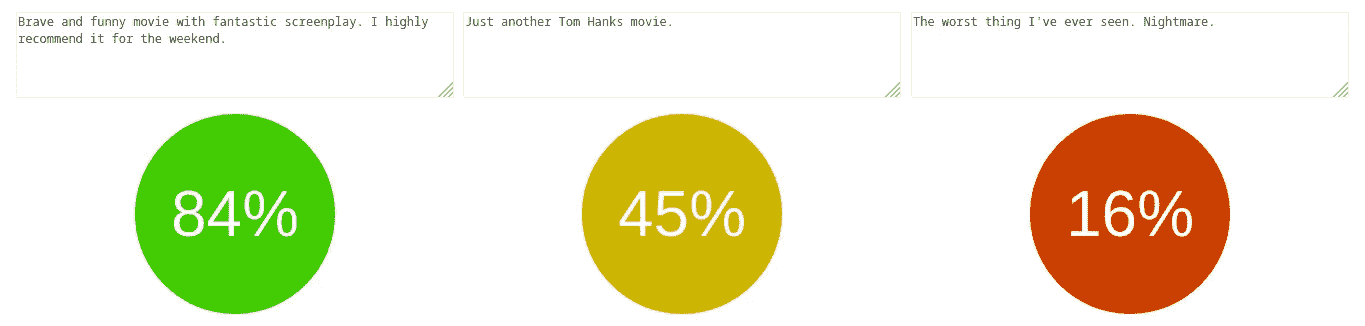 Brave and funny movie with fantastic screenplay. I highly
recommend it for the weekend.
Just another Tom Hanks movie.
The worst thing I've ever seen. Nightmare.
84%
45%
16%